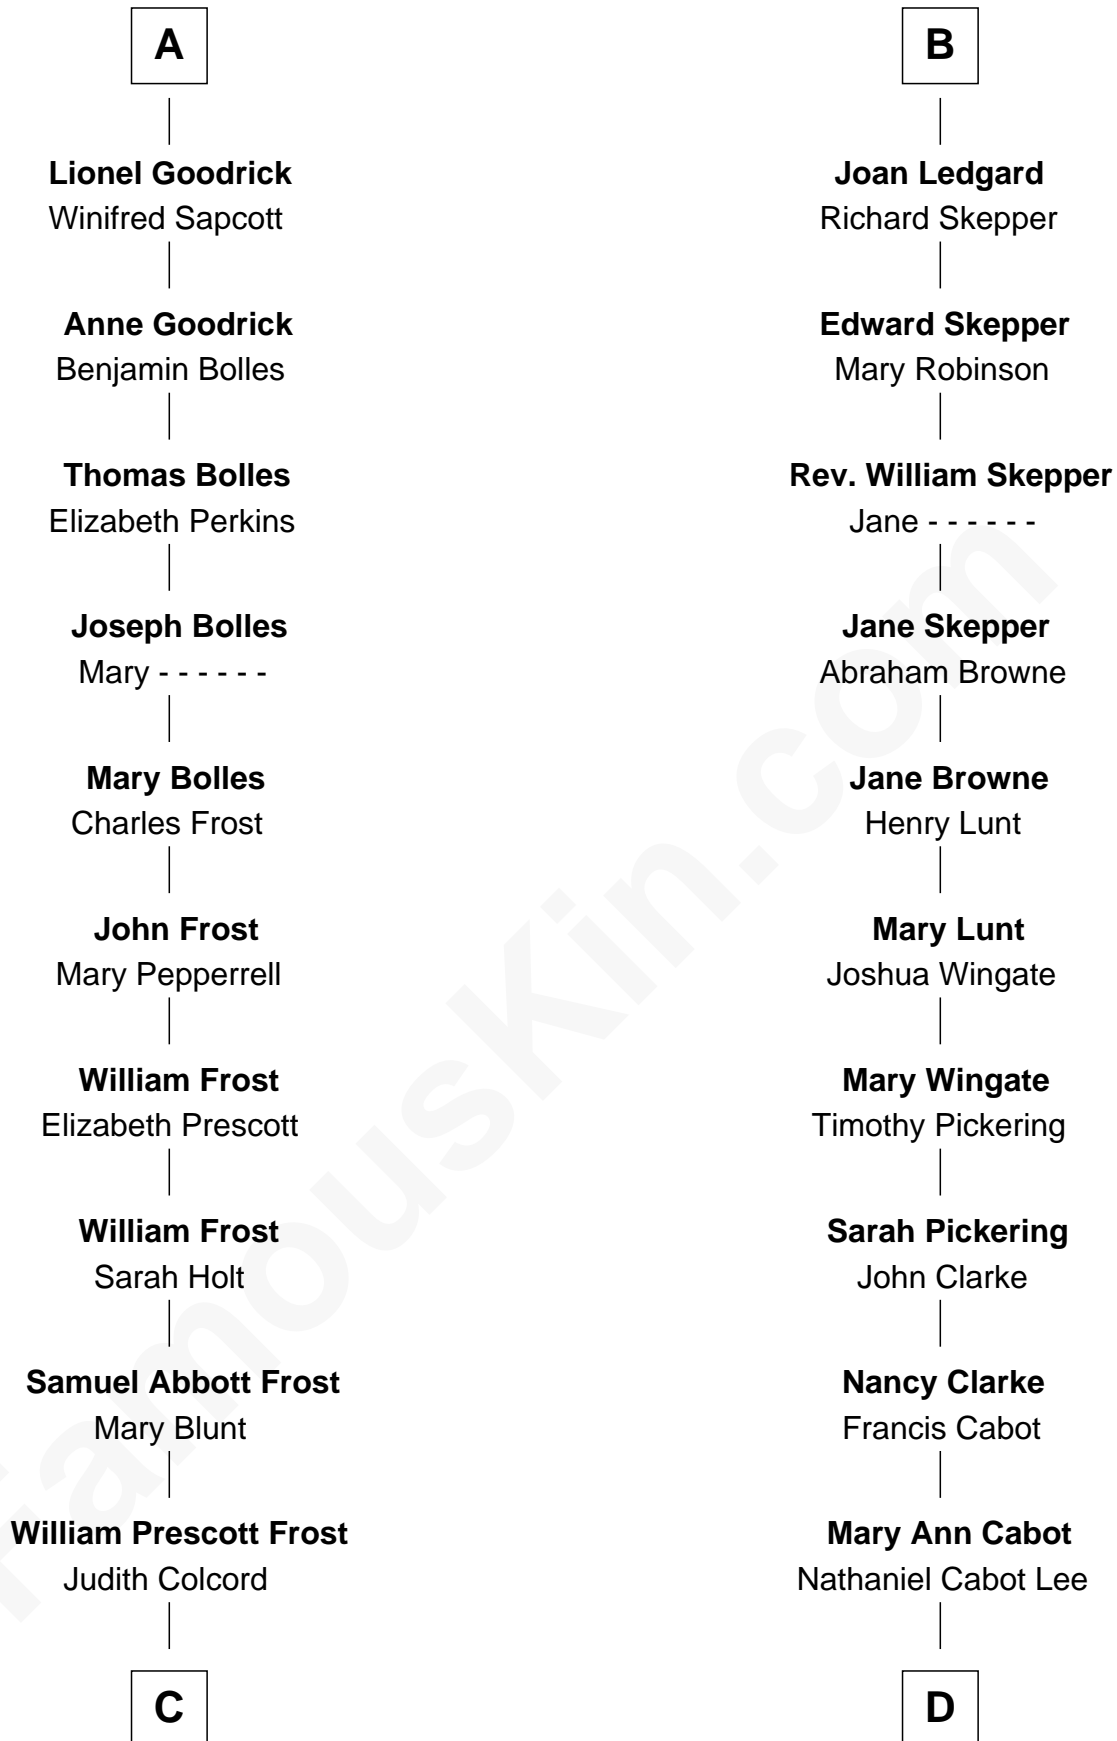 A
Lionel Goodrick
Winifred Sapcott
Anne Goodrick
Benjamin Bolles
Thomas Bolles
Elizabeth Perkins
Joseph Bolles
Mary - - - - - -
Mary Bolles
Charles Frost
John Frost
Mary Pepperrell
William Frost
Elizabeth Prescott
William Frost
Sarah Holt
Samuel Abbott Frost
Mary Blunt
William Prescott Frost
Judith Colcord
C
B
Joan Ledgard
Richard Skepper
Edward Skepper
Mary Robinson
Rev. William Skepper
Jane - - - - - -
Jane Skepper
Abraham Browne
Jane Browne
Henry Lunt
Mary Lunt
Joshua Wingate
Mary Wingate
Timothy Pickering
Sarah Pickering
John Clarke
Nancy Clarke
Francis Cabot
Mary Ann Cabot
Nathaniel Cabot Lee
D
FamousKin.com